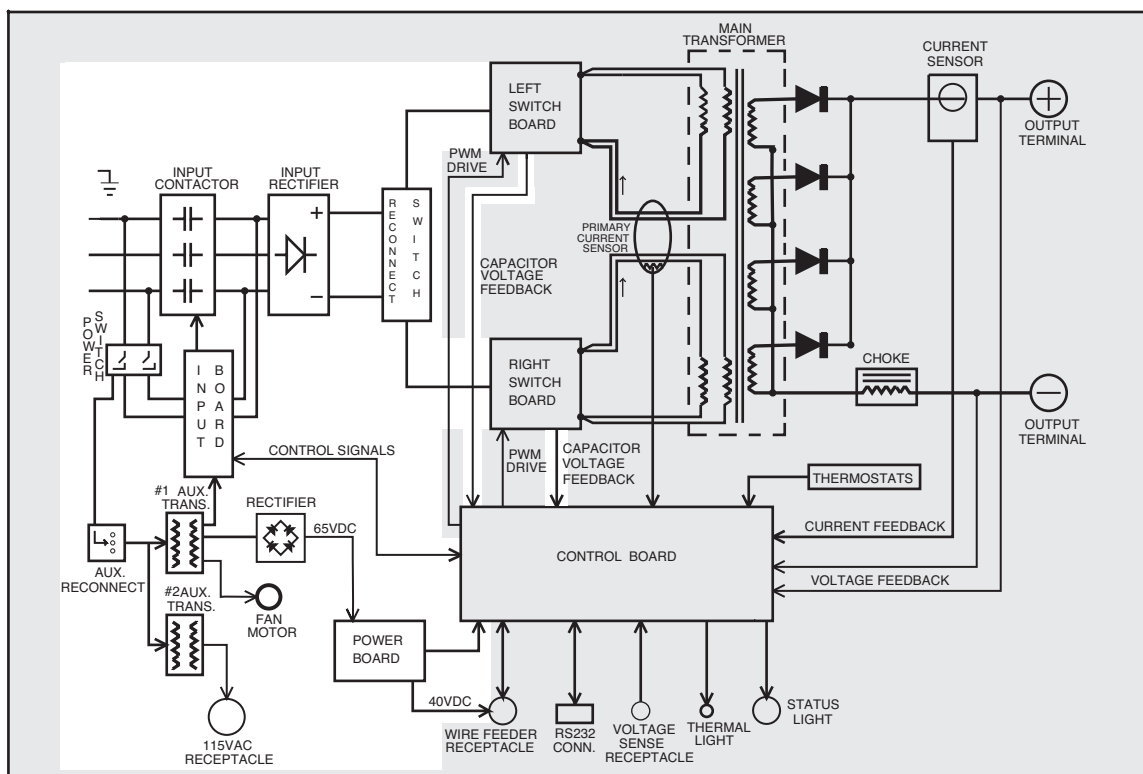 MAIN
TRANSFORMER
CURRENT
SENSOR
LEFT
SWITCH
BOARD
+
OUTPUT
TERMINAL
PWM
DRIVE
INPUT
CONTACTOR
INPUT
RECTIFIER
+
−
RECONNECT
SWITCH
PRIMARY
CURRENT
SENSOR
CAPACITOR
VOLTAGE
FEEDBACK
POWER
SWITCH
INPUT
BOARD
RIGHT
SWITCH
BOARD
CHOKE
−
OUTPUT
TERMINAL
CONTROL SIGNALS
PWM
DRIVE
CAPACITOR
VOLTAGE
FEEDBACK
THERMOSTATS
#1 AUX.
TRANS.
RECTIFIER
65VDC
CURRENT FEEDBACK
CONTROL BOARD
AUX.
RECONNECT
VOLTAGE FEEDBACK
#2AUX.
TRANS.
FAN
MOTOR
POWER
BOARD
40VDC
115VAC
RECEPTACLE
WIRE FEEDER
RECEPTACLE
RS232
CONN.
VOLTAGE
SENSE
RECEPTACLE
THERMAL
LIGHT
STATUS
LIGHT